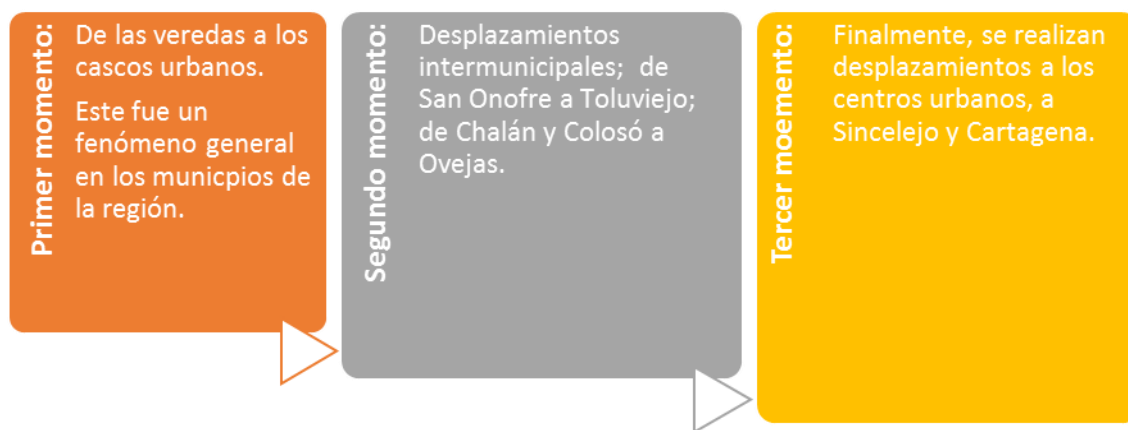 Primer momento:
De las veredas a los
cascos urbanos.
Este fue un
fenómeno general
en los municpios de
la región.
Segundo momento:
Desplazamientos
intermunicipales; de
San Onofre a Toluviejo;
de Chalán y Colosó a
Ovejas.
Tercer moemento:
Finalmente, se realizan
desplazamientos a los
centros urbanos, a
Sincelejo y Cartagena.